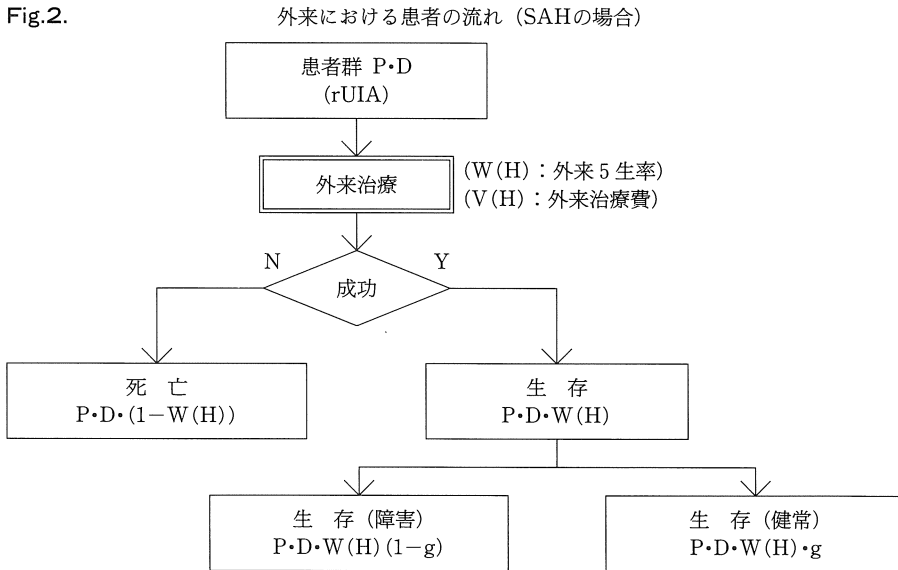 Fig.2. 外来における患者の流れ（SAHの場合）
患者群 P・D
(rUIA)
外来治療
(W(H)：外来５生率)
(V(H)：外来治療費)
N
Y
成功
死　亡
P・D・(1−W(H))
生　存
P・D・W(H)
生　存（障害）
P・D・W(H)(1−g)
生　存（健常）
P・D・W(H)・g